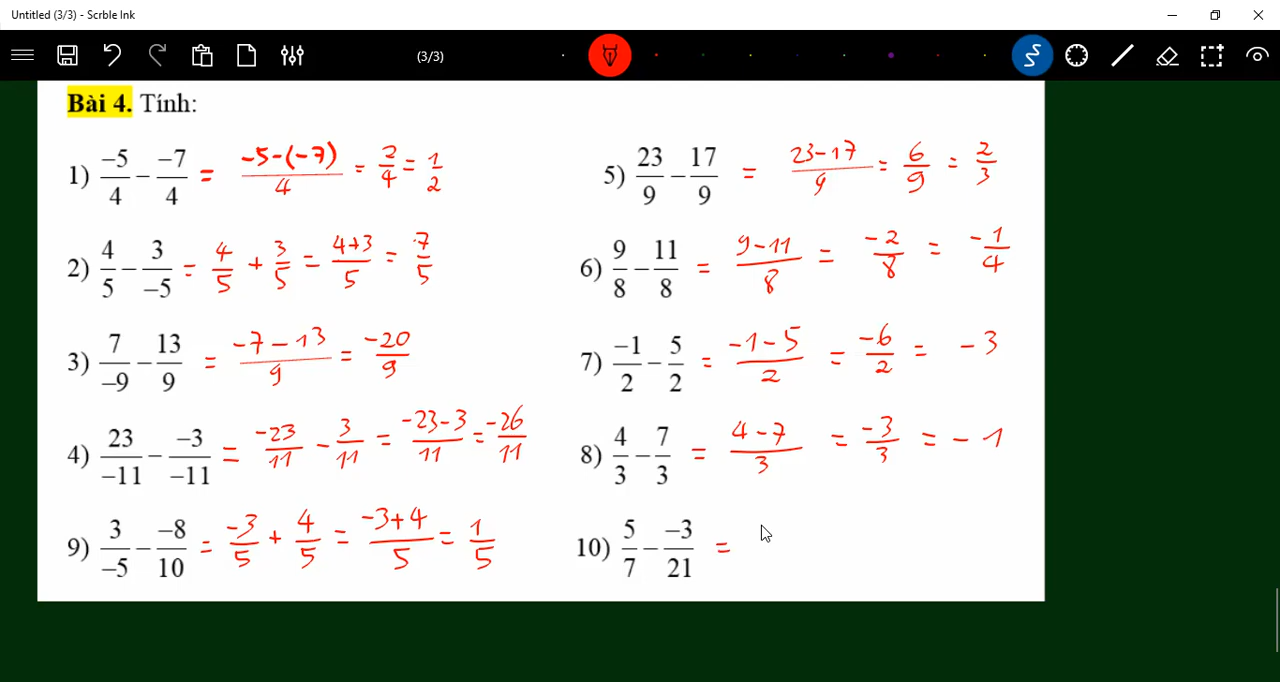 Untitled (3/3) - Scrble Ink
(3/3)
Bài 4. Tính:
1) -5/4 - -7/4 = -5-(-7)/4 = 2/4 = 1/2
2) 4/5 - 3/-5 = 4/5 + 3/5 = 4+3/5 = 7/5
3) 7/-9 - 13/9 = -7-13/9 = -20/9
4) 23/-11 - -3/-11 = -23/11 - 3/11 = -23-3/11 = -26/11
9) 3/-5 - -8/10 = -3/5 + 4/5 = -3+4/5 = 1/5
5) 23/9 - 17/9 = 23-17/9 = 6/9 = 2/3
6) 9/8 - 11/8 = 9-11/8 = -2/8 = -1/4
7) -1/2 - 5/2 = -1-5/2 = -6/2 = -3
8) 4/3 - 7/3 = 4-7/3 = -3/3 = -1
10) 5/7 - -3/21 =